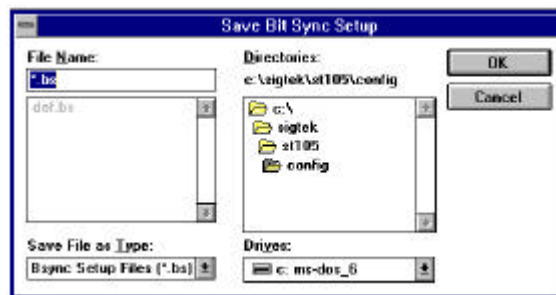 Save Bit Sync Setup
File Name:
*.bs
def.bs
Save File as Type:
Bsync Setup Files (*.bs)
Directories:
c:\sigtek\st105\config
c:\
sigtek
st105
config
Drives:
c: ms-dos_6
OK
Cancel